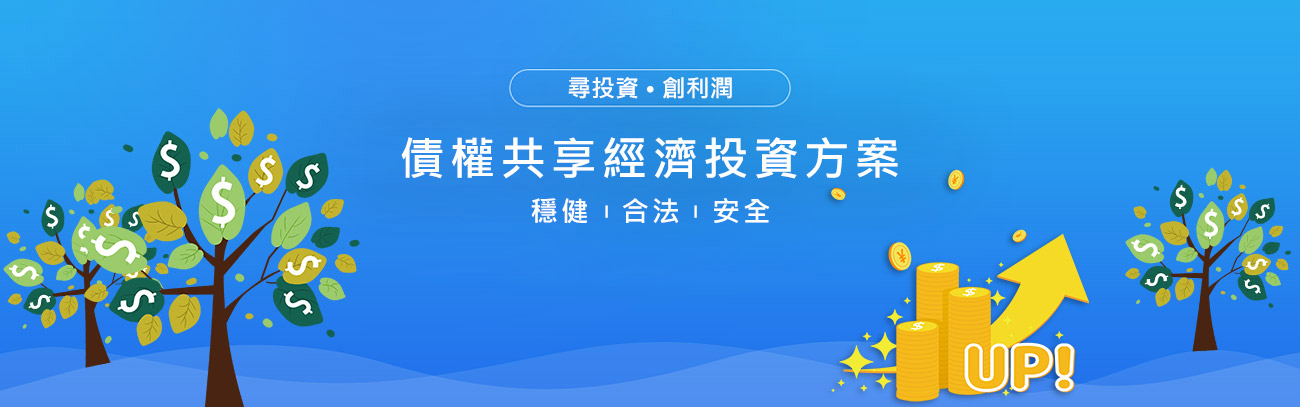 尋投資•創利潤
債權共享經濟投資方案
穩健 | 合法 | 安全
$ $ $ $ $ $ $
UP!